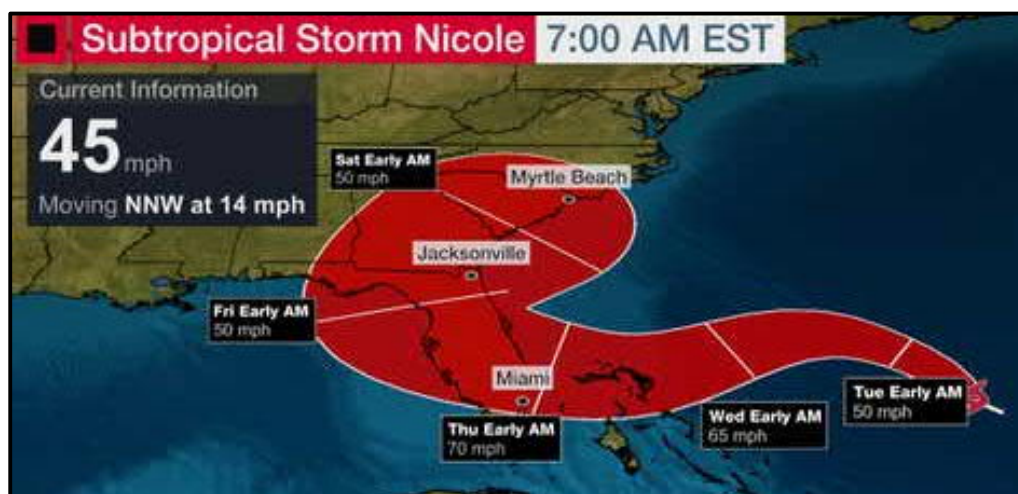 Subtropical Storm Nicole 7:00 AM EST
Current Information
45 mph
Moving NNW at 14 mph
Sat Early AM
50 mph
Myrtle Beach
Jacksonville
Fri Early AM
50 mph
Miami
Thu Early AM
70 mph
Wed Early AM
65 mph
Tue Early AM
50 mph